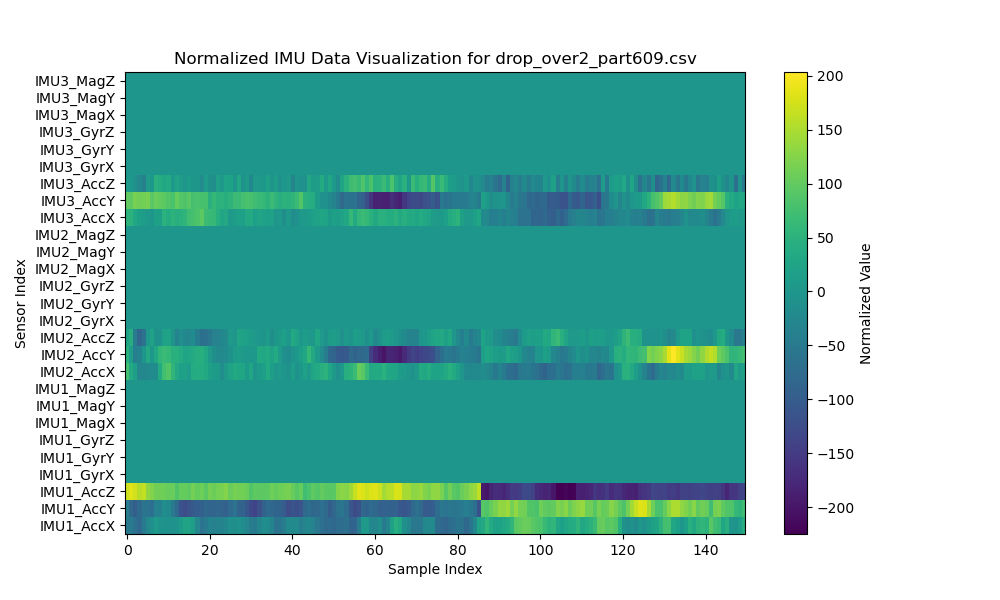 Normalized IMU Data Visualization for drop_over2_part609.csv
IMU3_MagZ
IMU3_MagY
IMU3_MagX
IMU3_GyrZ
IMU3_GyrY
IMU3_GyrX
IMU3_AccZ
IMU3_AccY
IMU3_AccX
IMU2_MagZ
IMU2_MagY
IMU2_MagX
IMU2_GyrZ
IMU2_GyrY
IMU2_GyrX
IMU2_AccZ
IMU2_AccY
IMU2_AccX
IMU1_MagZ
IMU1_MagY
IMU1_MagX
IMU1_GyrZ
IMU1_GyrY
IMU1_GyrX
IMU1_AccZ
IMU1_AccY
IMU1_AccX
Sensor Index
0 20 40 60 80 100 120 140
Sample Index
200
150
100
50
0
−50
−100
−150
−200
Normalized Value